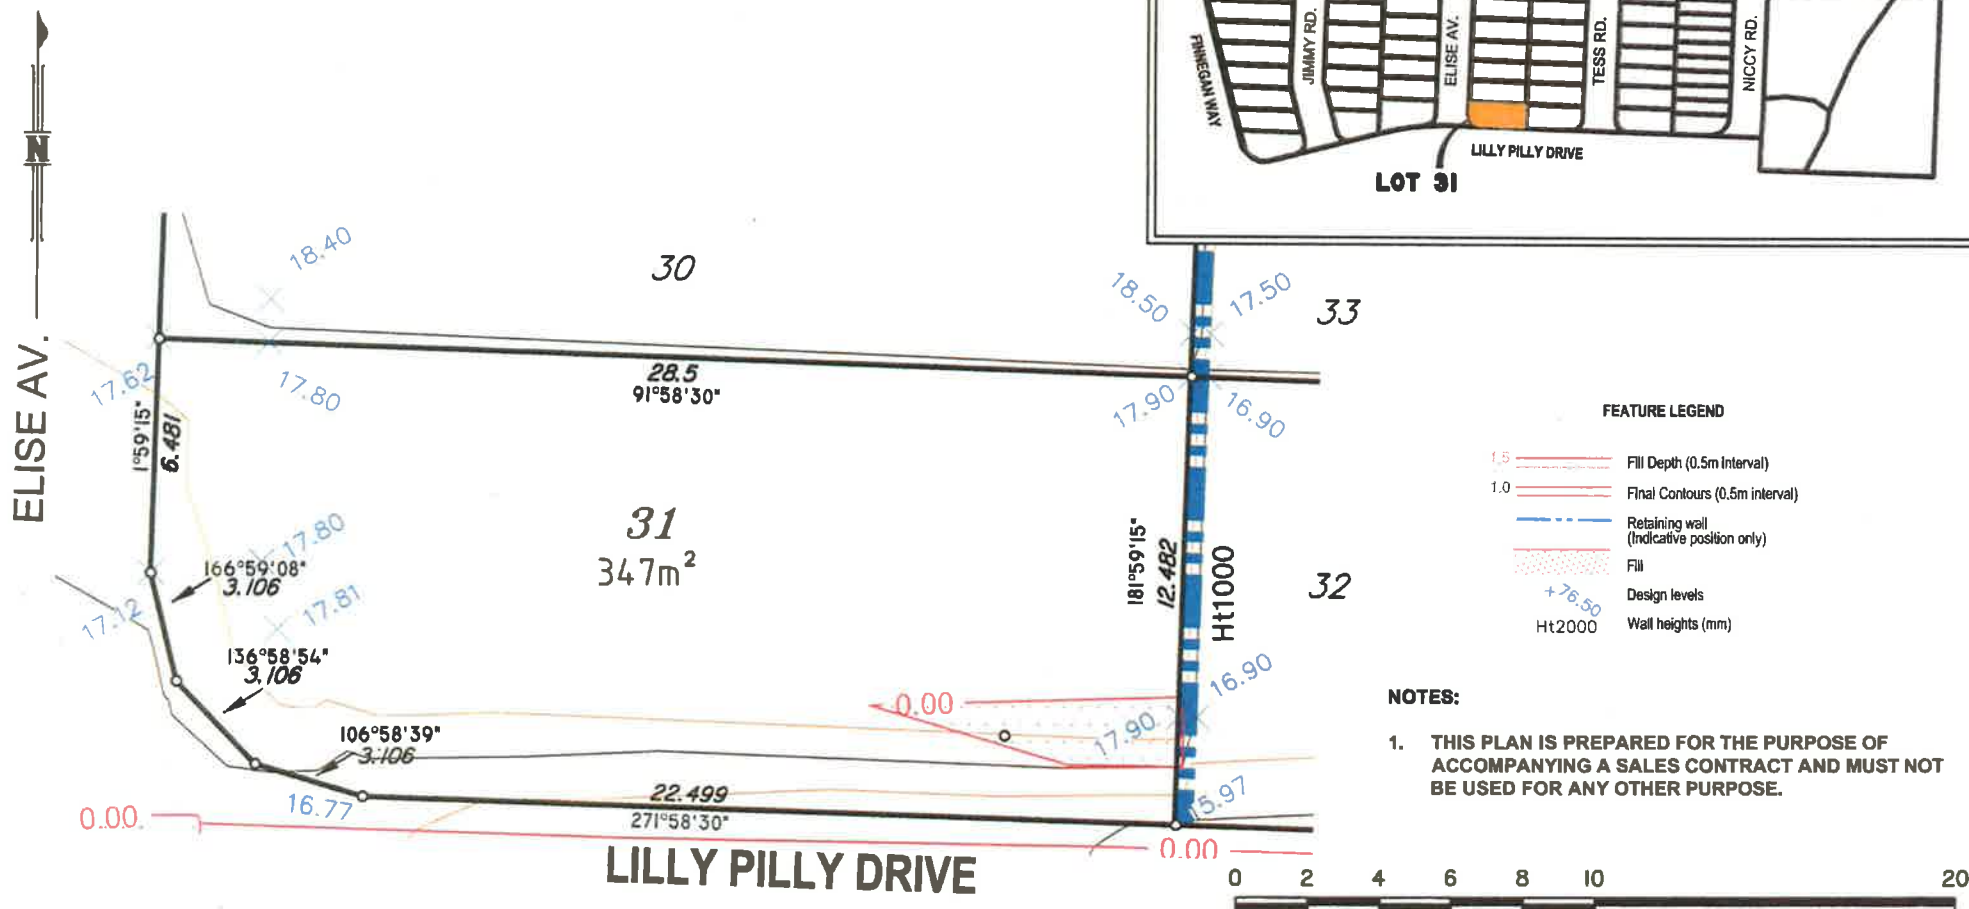 N
ELISE AV.
FINNEGAN WAY
JIMMY RD.
ELISE AV.
TESS RD.
NICCY RD.
LILLY PILLY DRIVE
LOT 31
18.40
30
18.50
17.50
33
17.62
17.80
28.5
91°58'30"
17.90
16.90
1°59'15"
6.481
31
347m²
17.80
166°59'08"
3.106
17.81
17.12
136°58'54"
3.106
181°59'15"
12.482
Ht1000
32
16.90
0.00
17.90
106°58'39"
3.106
16.77
22.499
271°58'30"
15.97
0.00
0.00
LILLY PILLY DRIVE
FEATURE LEGEND
1.5 Fill Depth (0.5m Interval)
1.0 Final Contours (0.5m interval)
Retaining wall
(Indicative position only)
Fill
+76.50 Design levels
Ht2000 Wall heights (mm)
NOTES:
1. THIS PLAN IS PREPARED FOR THE PURPOSE OF
ACCOMPANYING A SALES CONTRACT AND MUST NOT
BE USED FOR ANY OTHER PURPOSE.
0 2 4 6 8 10 20